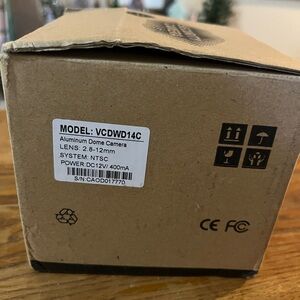 MODEL: VCDWD14C
Aluminum Dome Camera
LENS: 2.8-12mm
SYSTEM: NTSC
POWER:DC12V/ 400mA
S/N:CAOD017770
CE FC